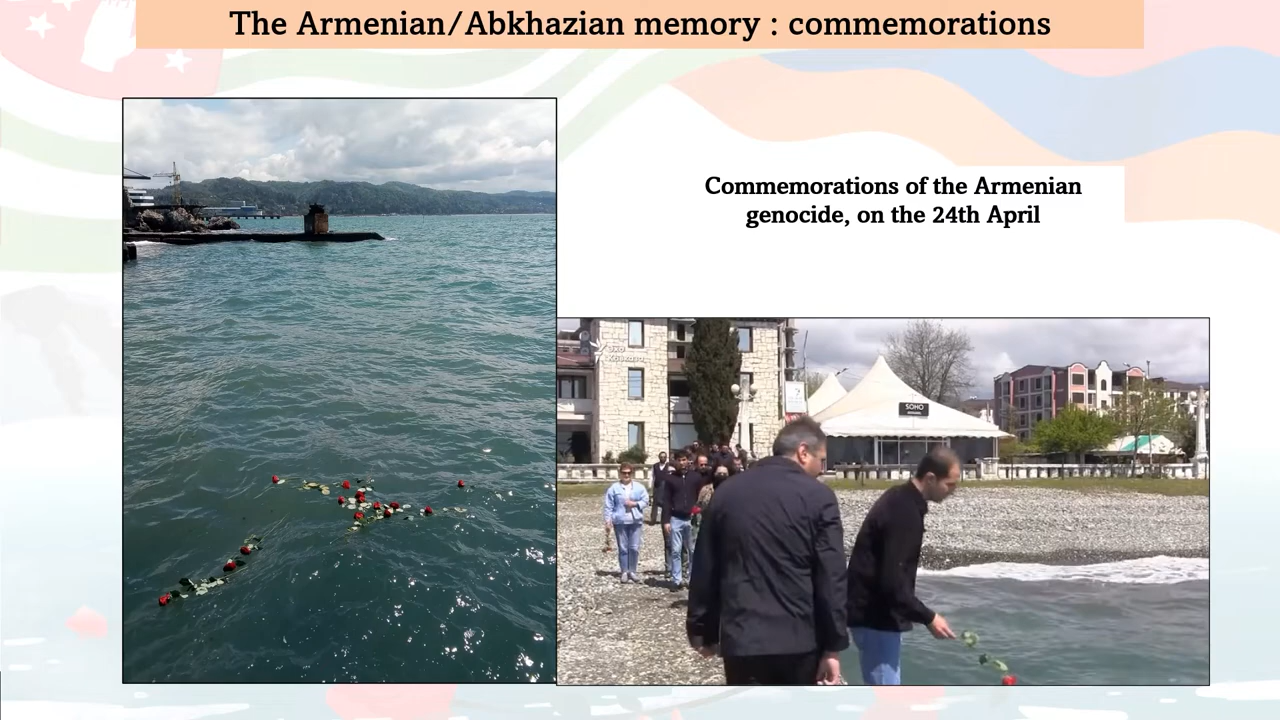 The Armenian/Abkhazian memory : commemorations
Commemorations of the Armenian
genocide, on the 24th April
SOHO